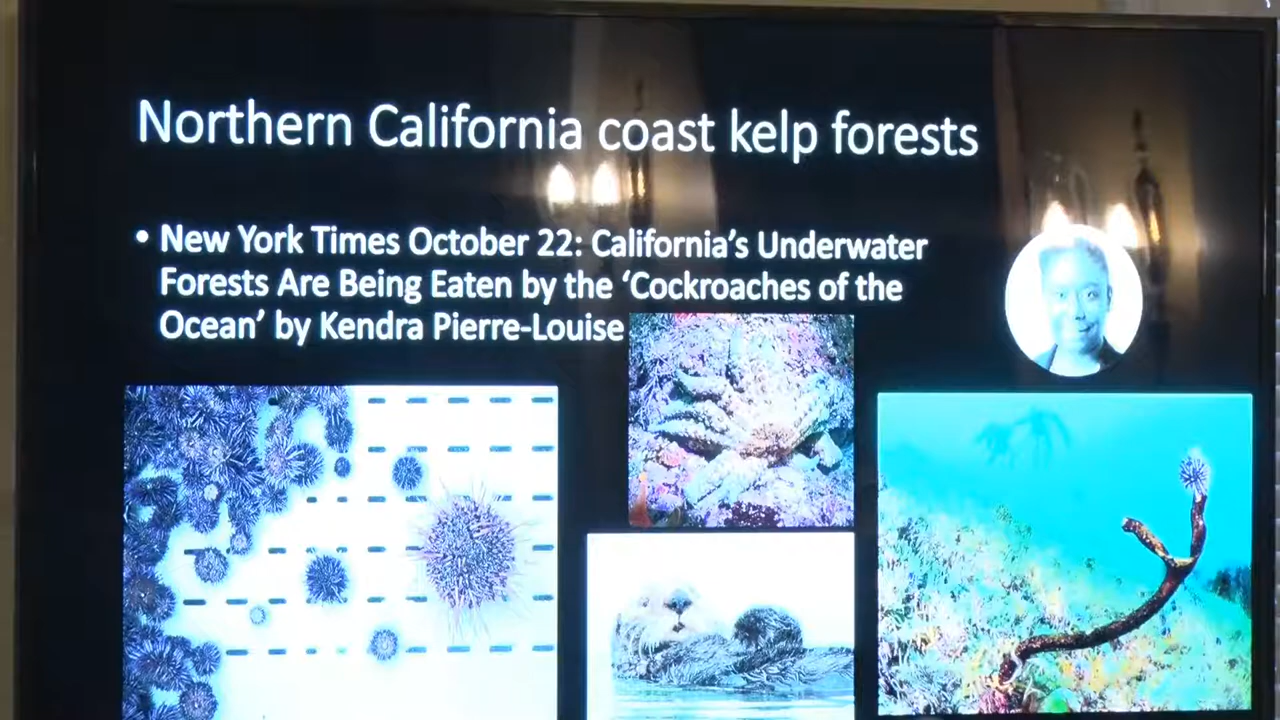 Northern California coast kelp forests
• New York Times October 22: California's Underwater
Forests Are Being Eaten by the 'Cockroaches of the
Ocean' by Kendra Pierre-Louise